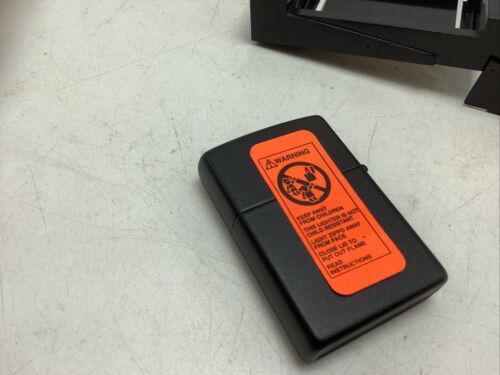 ⚠WARNING
KEEP AWAY
FROM CHILDREN
THIS LIGHTER IS NOT
CHILD RESISTANT
LIGHT ZIPPO AWAY
FROM FACE
CLOSE LID TO
PUT OUT FLAME
READ
INSTRUCTIONS